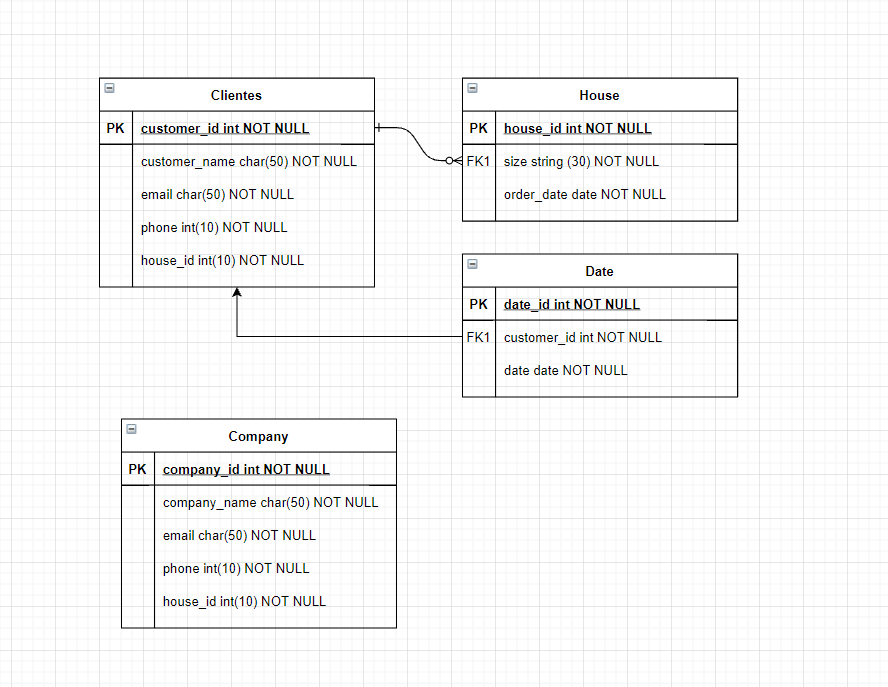 Clientes
PK customer_id int NOT NULL
customer_name char(50) NOT NULL
email char(50) NOT NULL
phone int(10) NOT NULL
house_id int(10) NOT NULL
House
PK house_id int NOT NULL
FK1 size string (30) NOT NULL
order_date date NOT NULL
Date
PK date_id int NOT NULL
FK1 customer_id int NOT NULL
date date NOT NULL
Company
PK company_id int NOT NULL
company_name char(50) NOT NULL
email char(50) NOT NULL
phone int(10) NOT NULL
house_id int(10) NOT NULL